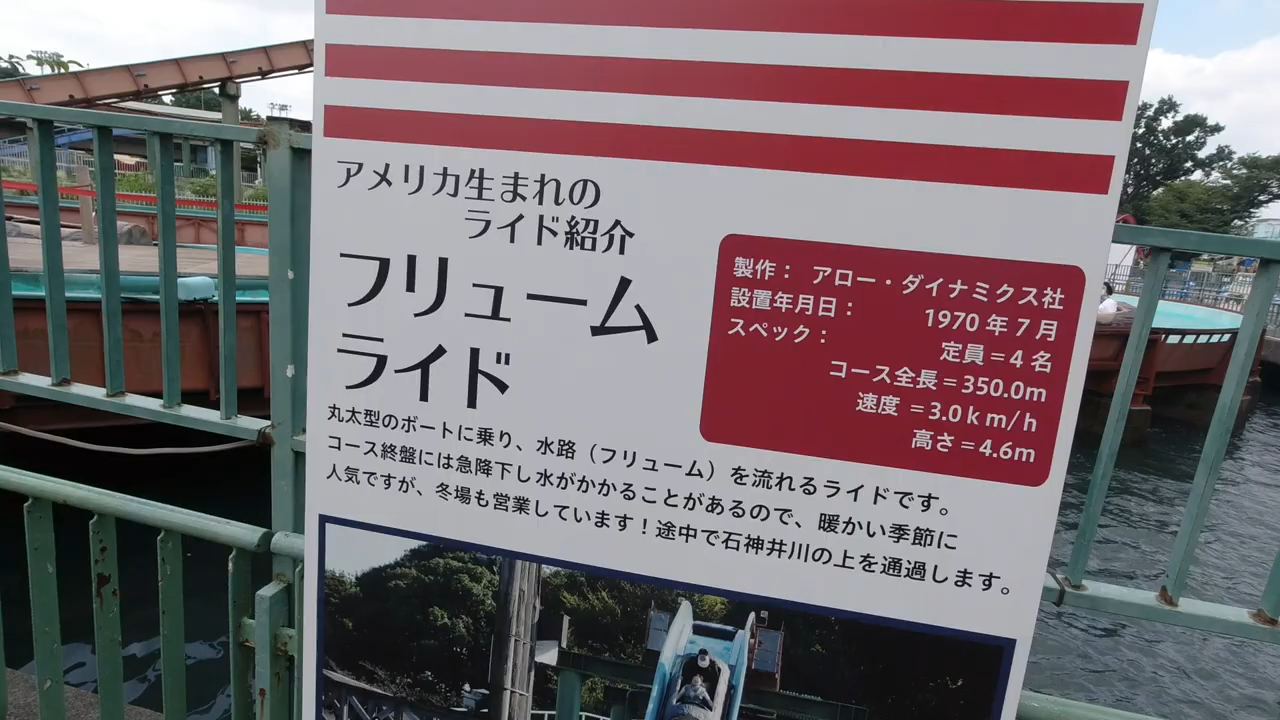 アメリカ生まれの
ライド紹介
フリューム
ライド
製作： アロー・ダイナミクス社
設置年月日： 1970年7月
スペック： 定員＝4名
コース全長＝350.0m
速度 ＝3.0km/h
高さ＝4.6m
丸太型のボートに乗り、水路（フリューム）を流れるライドです。
コース終盤には急降下し水がかかることがあるので、暖かい季節に
人気ですが、冬場も営業しています！途中で石神井川の上を通過します。